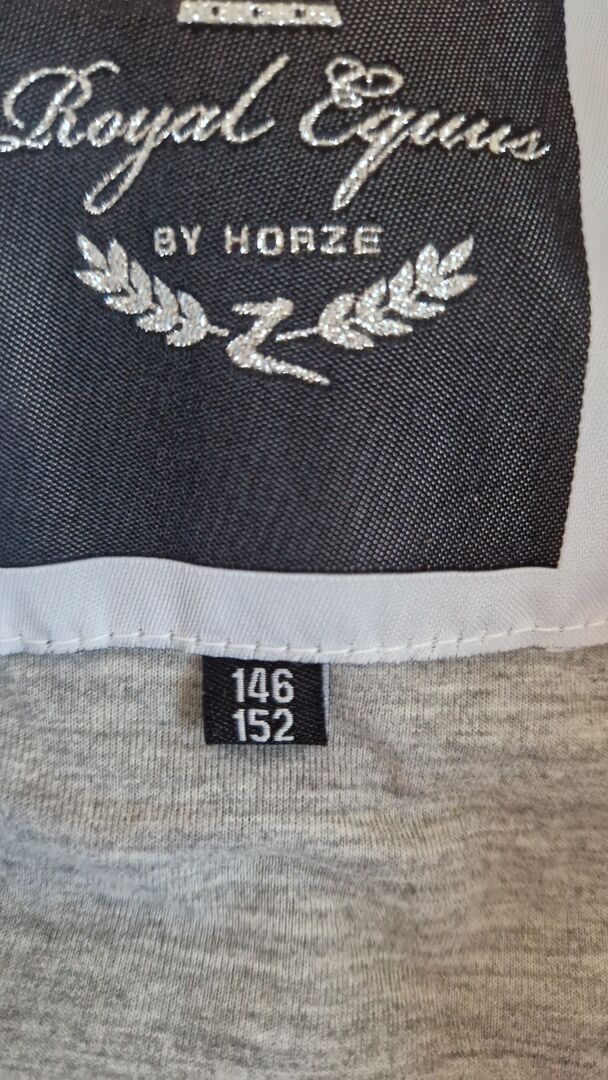 Royal Equus
BY HORZE
146
152